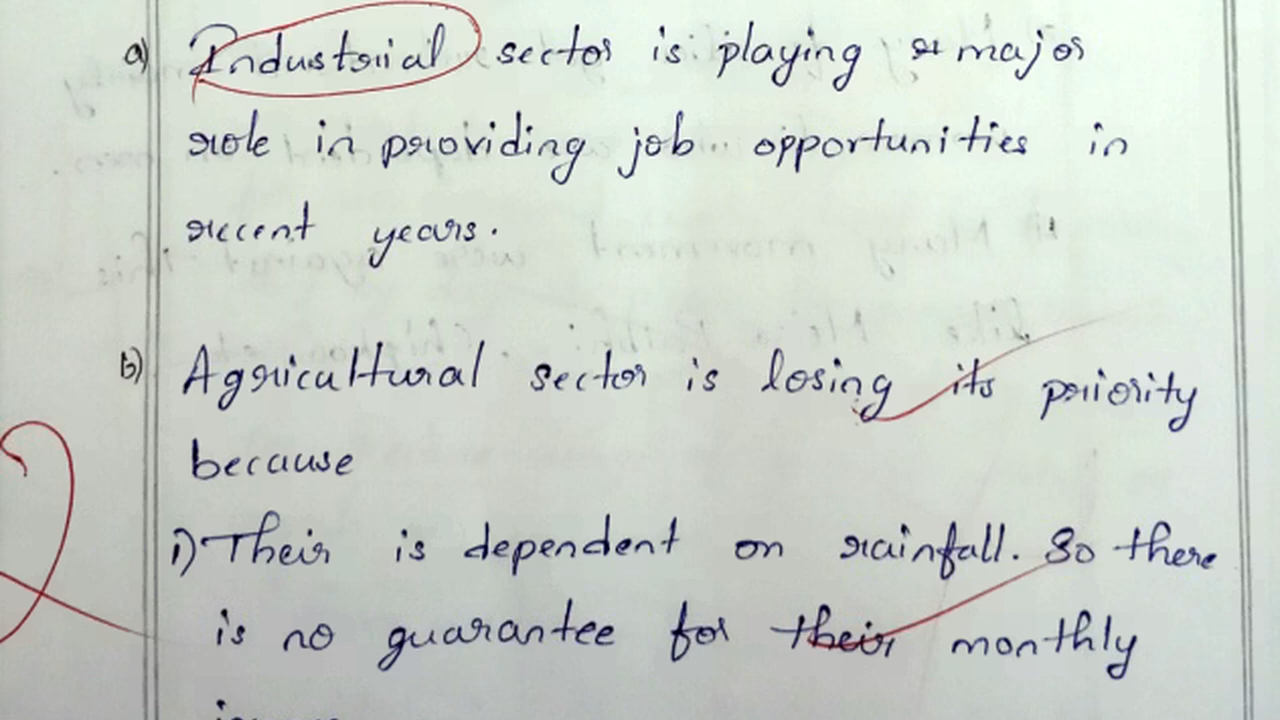 a) Industrial sector is playing a major
role in providing job opportunities in
recent years.
b) Agricultural sector is losing its priority
because
i) Their is dependent on rainfall. So there
is no guarantee for their monthly